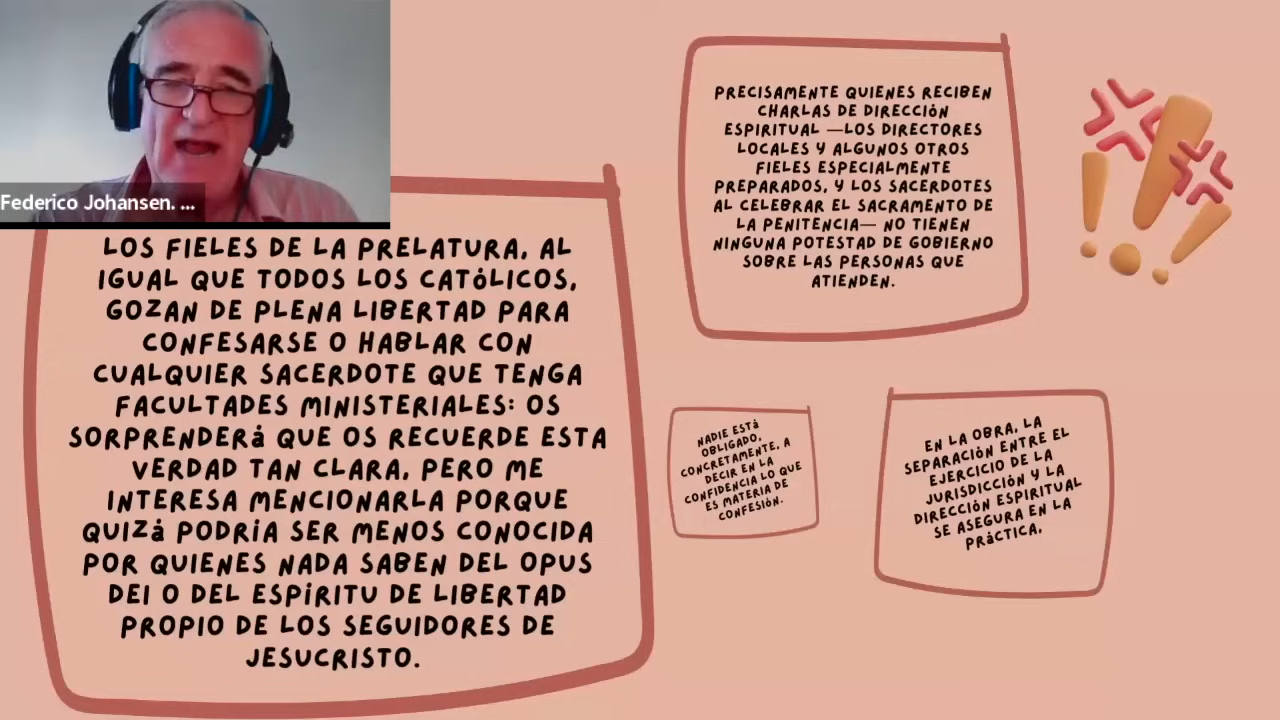 Federico Johansen. ...
LOS FIELES DE LA PRELATURA, AL
IGUAL QUE TODOS LOS CATÓLICOS,
GOZAN DE PLENA LIBERTAD PARA
CONFESARSE O HABLAR CON
CUALQUIER SACERDOTE QUE TENGA
FACULTADES MINISTERIALES: OS
SORPRENDERÁ QUE OS RECUERDE ESTA
VERDAD TAN CLARA, PERO ME
INTERESA MENCIONARLA PORQUE
QUIZÁ PODRÍA SER MENOS CONOCIDA
POR QUIENES NADA SABEN DEL OPUS
DEI O DEL ESPÍRITU DE LIBERTAD
PROPIO DE LOS SEGUIDORES DE
JESUCRISTO.
PRECISAMENTE QUIENES RECIBEN
CHARLAS DE DIRECCIÓN
ESPIRITUAL —LOS DIRECTORES
LOCALES Y ALGUNOS OTROS
FIELES ESPECIALMENTE
PREPARADOS, Y LOS SACERDOTES
AL CELEBRAR EL SACRAMENTO DE
LA PENITENCIA— NO TIENEN
NINGUNA POTESTAD DE GOBIERNO
SOBRE LAS PERSONAS QUE
ATIENDEN.
NADIE ESTÁ
OBLIGADO,
CONCRETAMENTE, A
DECIR EN LA
CONFIDENCIA LO QUE
ES MATERIA DE
CONFESIÓN.
EN LA OBRA, LA
SEPARACIÓN ENTRE EL
EJERCICIO DE LA
JURISDICCIÓN Y LA
DIRECCIÓN ESPIRITUAL
SE ASEGURA EN LA
PRÁCTICA,